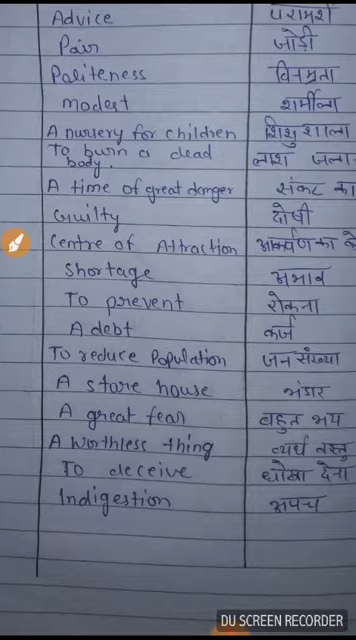 Advice परामर्श
Pair जोड़ी
Paliteness विनम्रता
modest शर्मीला
A nursery for children शिशु शाला
To burn a dead body. लाश जला
A time of great danger संकट का
Guilty दोषी
Centre of Attraction आकर्षण का
Shortage अभाव
To prevent रोकना
A debt कर्ज
To reduce Population जनसंख्या
A store house भंडार
A great fear बहुत भय
A worthless thing व्यर्थ वस्तु
To deceive धोखा देना
Indigestion अपच
DU SCREEN RECORDER